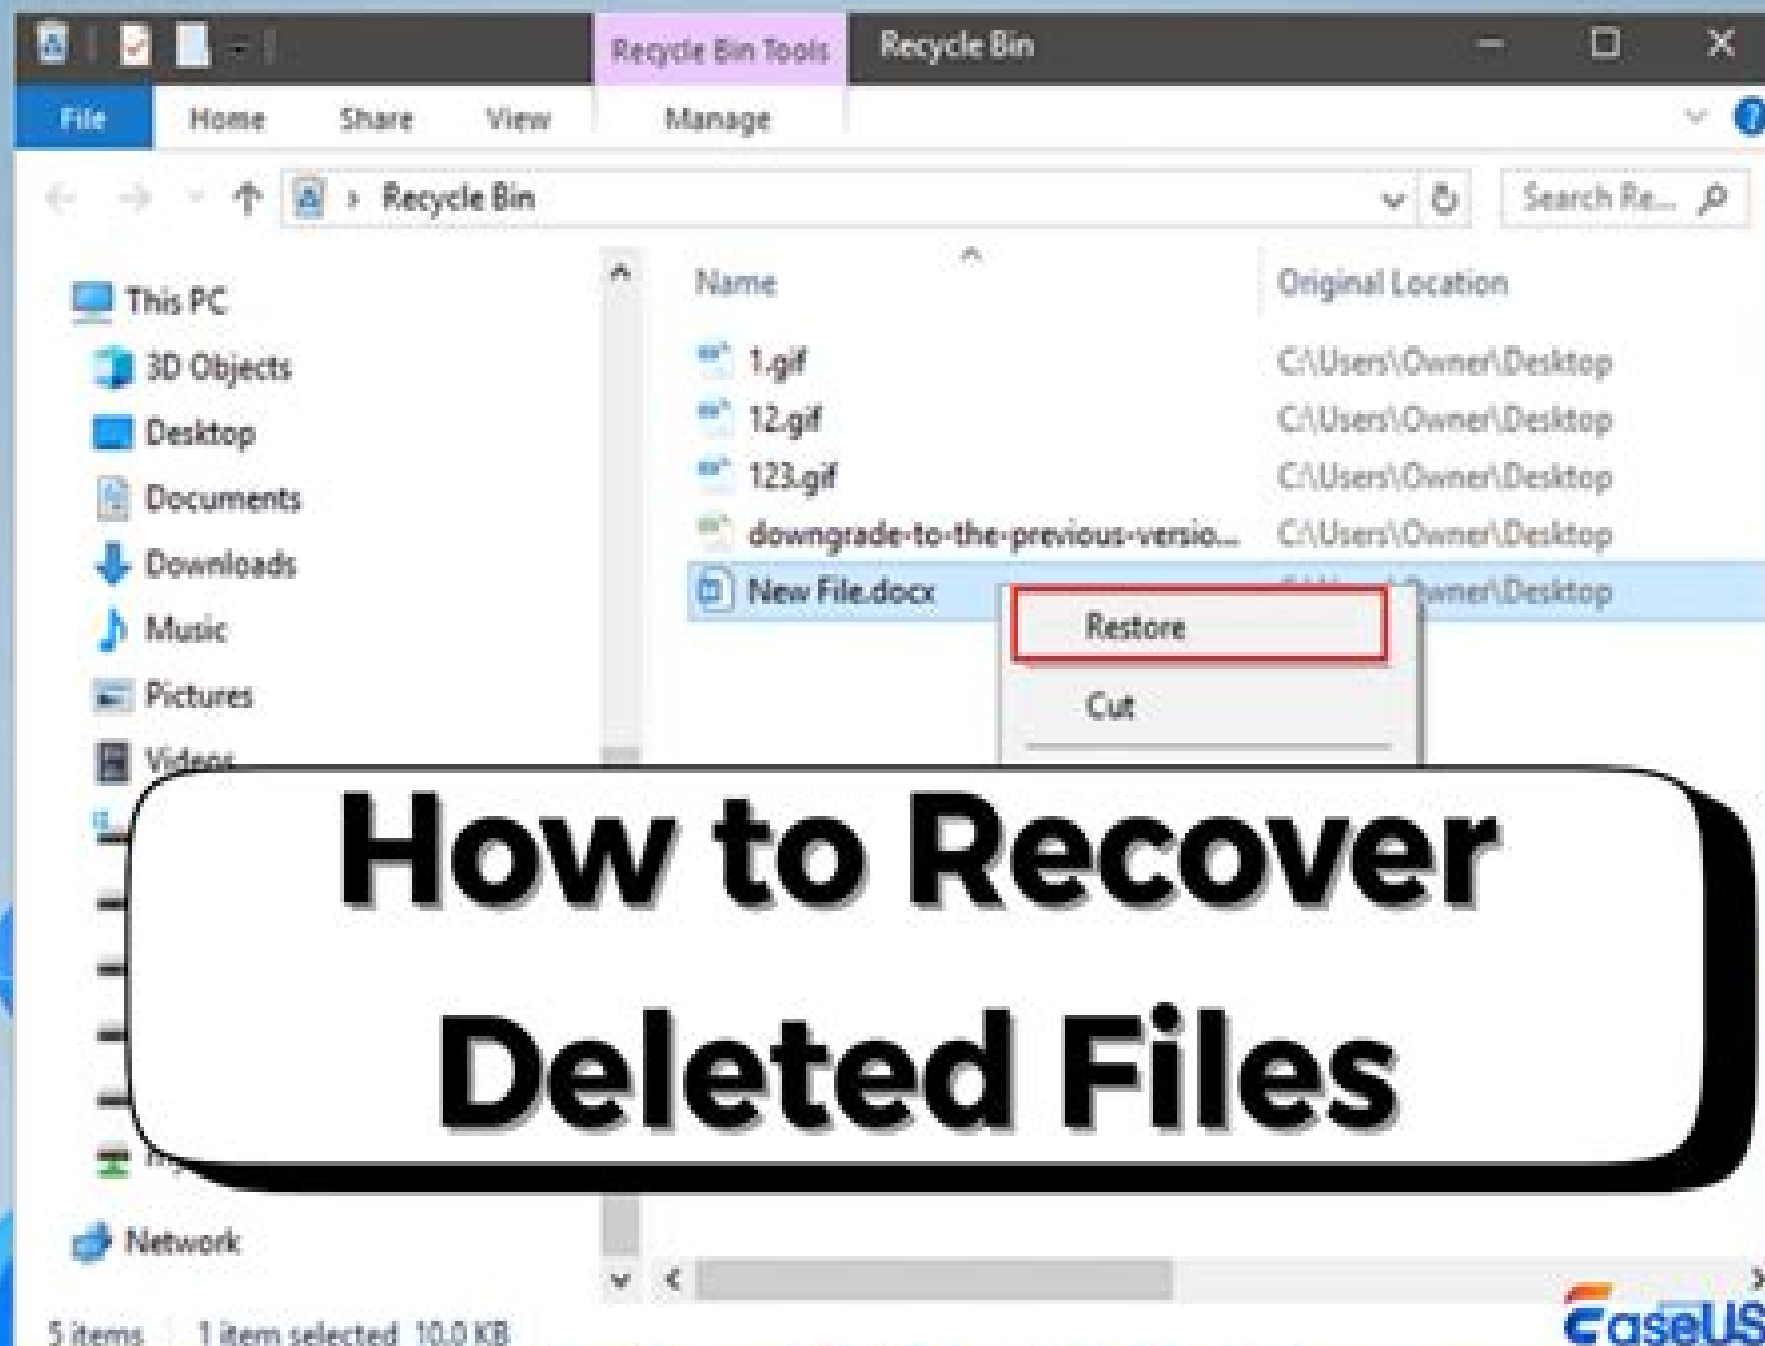 Recycle Bin Tools Recycle Bin
File Home Share View Manage
Recycle Bin Search Re...
Name Original Location
This PC
3D Objects
Desktop
Documents
Downloads
Music
Pictures
Videos
Network
1.gif C:\Users\Owner\Desktop
12.gif C:\Users\Owner\Desktop
123.gif C:\Users\Owner\Desktop
downgrade-to-the-previous-versio... C:\Users\Owner\Desktop
New File.docx wner\Desktop
Restore
Cut
How to Recover
Deleted Files
5 items 1 item selected 10.0 KB
EaseUS